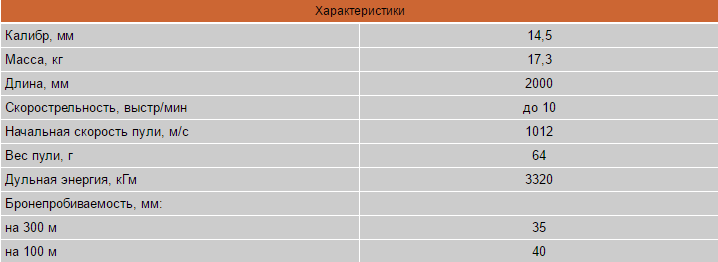 Характеристики
Калибр, мм 14,5
Масса, кг 17,3
Длина, мм 2000
Скорострельность, выстр/мин до 10
Начальная скорость пули, м/с 1012
Вес пули, г 64
Дульная энергия, кГм 3320
Бронепробиваемость, мм:
на 300 м 35
на 100 м 40